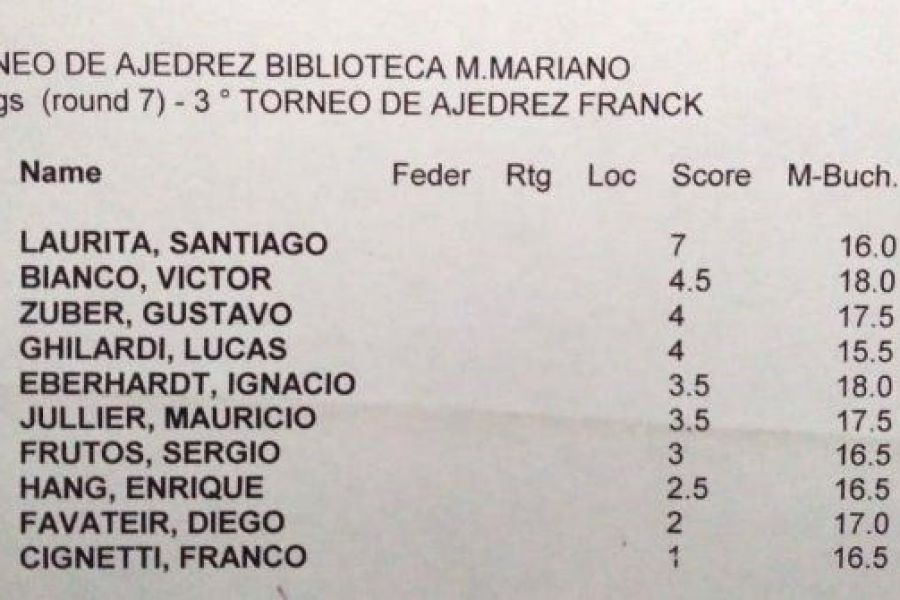 NEO DE AJEDREZ BIBLIOTECA M.MARIANO
gs (round 7) - 3 ° TORNEO DE AJEDREZ FRANCK
Name Feder Rtg Loc Score M-Buch.
LAURITA, SANTIAGO 7 16.0
BIANCO, VICTOR 4.5 18.0
ZUBER, GUSTAVO 4 17.5
GHILARDI, LUCAS 4 15.5
EBERHARDT, IGNACIO 3.5 18.0
JULLIER, MAURICIO 3.5 17.5
FRUTOS, SERGIO 3 16.5
HANG, ENRIQUE 2.5 16.5
FAVATEIR, DIEGO 2 17.0
CIGNETTI, FRANCO 1 16.5